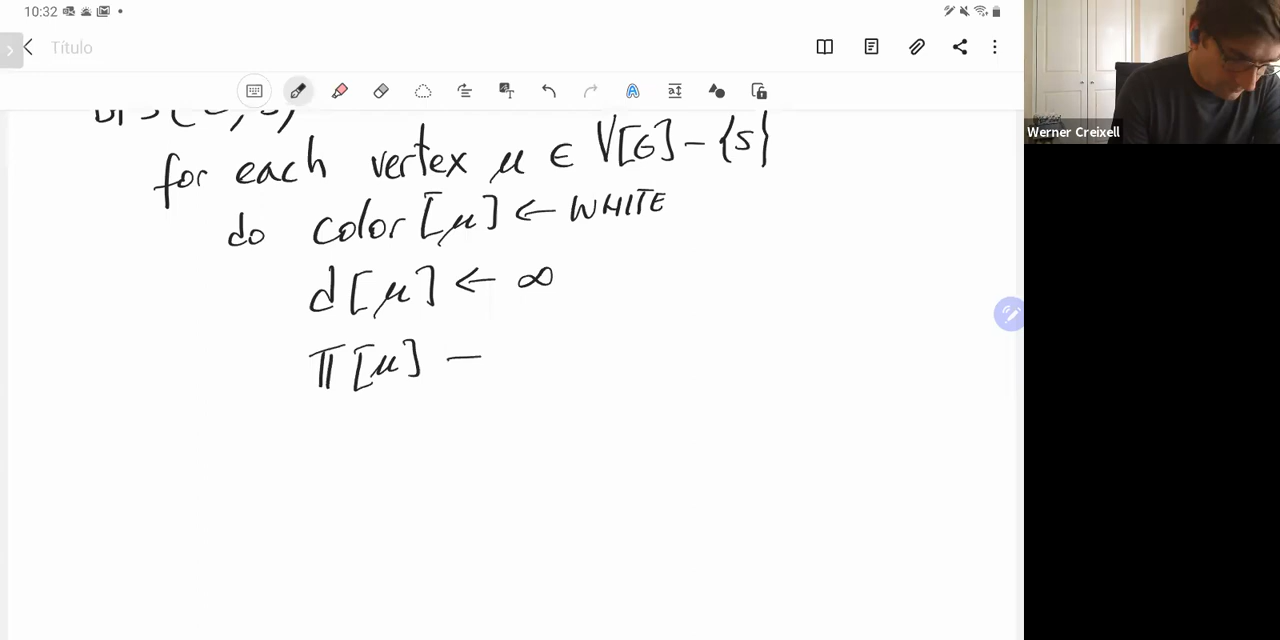 10:32
Título
for each vertex μ ∈ V[G] - {s}
do color[μ] ← WHITE
d[μ] ← ∞
π[μ] —
Werner Creixell